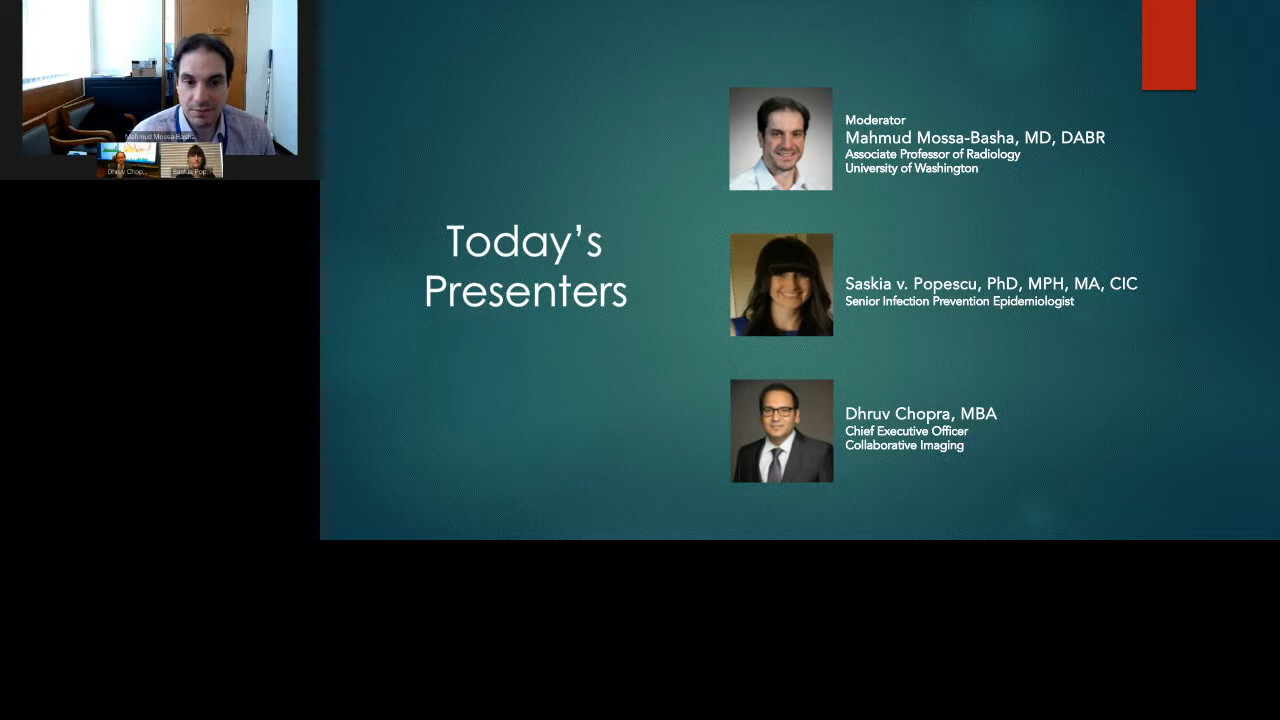 Mahmud Mossa-Basha
Dhruv Chop...
Saskia Pop...
Today's
Presenters
Moderator
Mahmud Mossa-Basha, MD, DABR
Associate Professor of Radiology
University of Washington
Saskia v. Popescu, PhD, MPH, MA, CIC
Senior Infection Prevention Epidemiologist
Dhruv Chopra, MBA
Chief Executive Officer
Collaborative Imaging